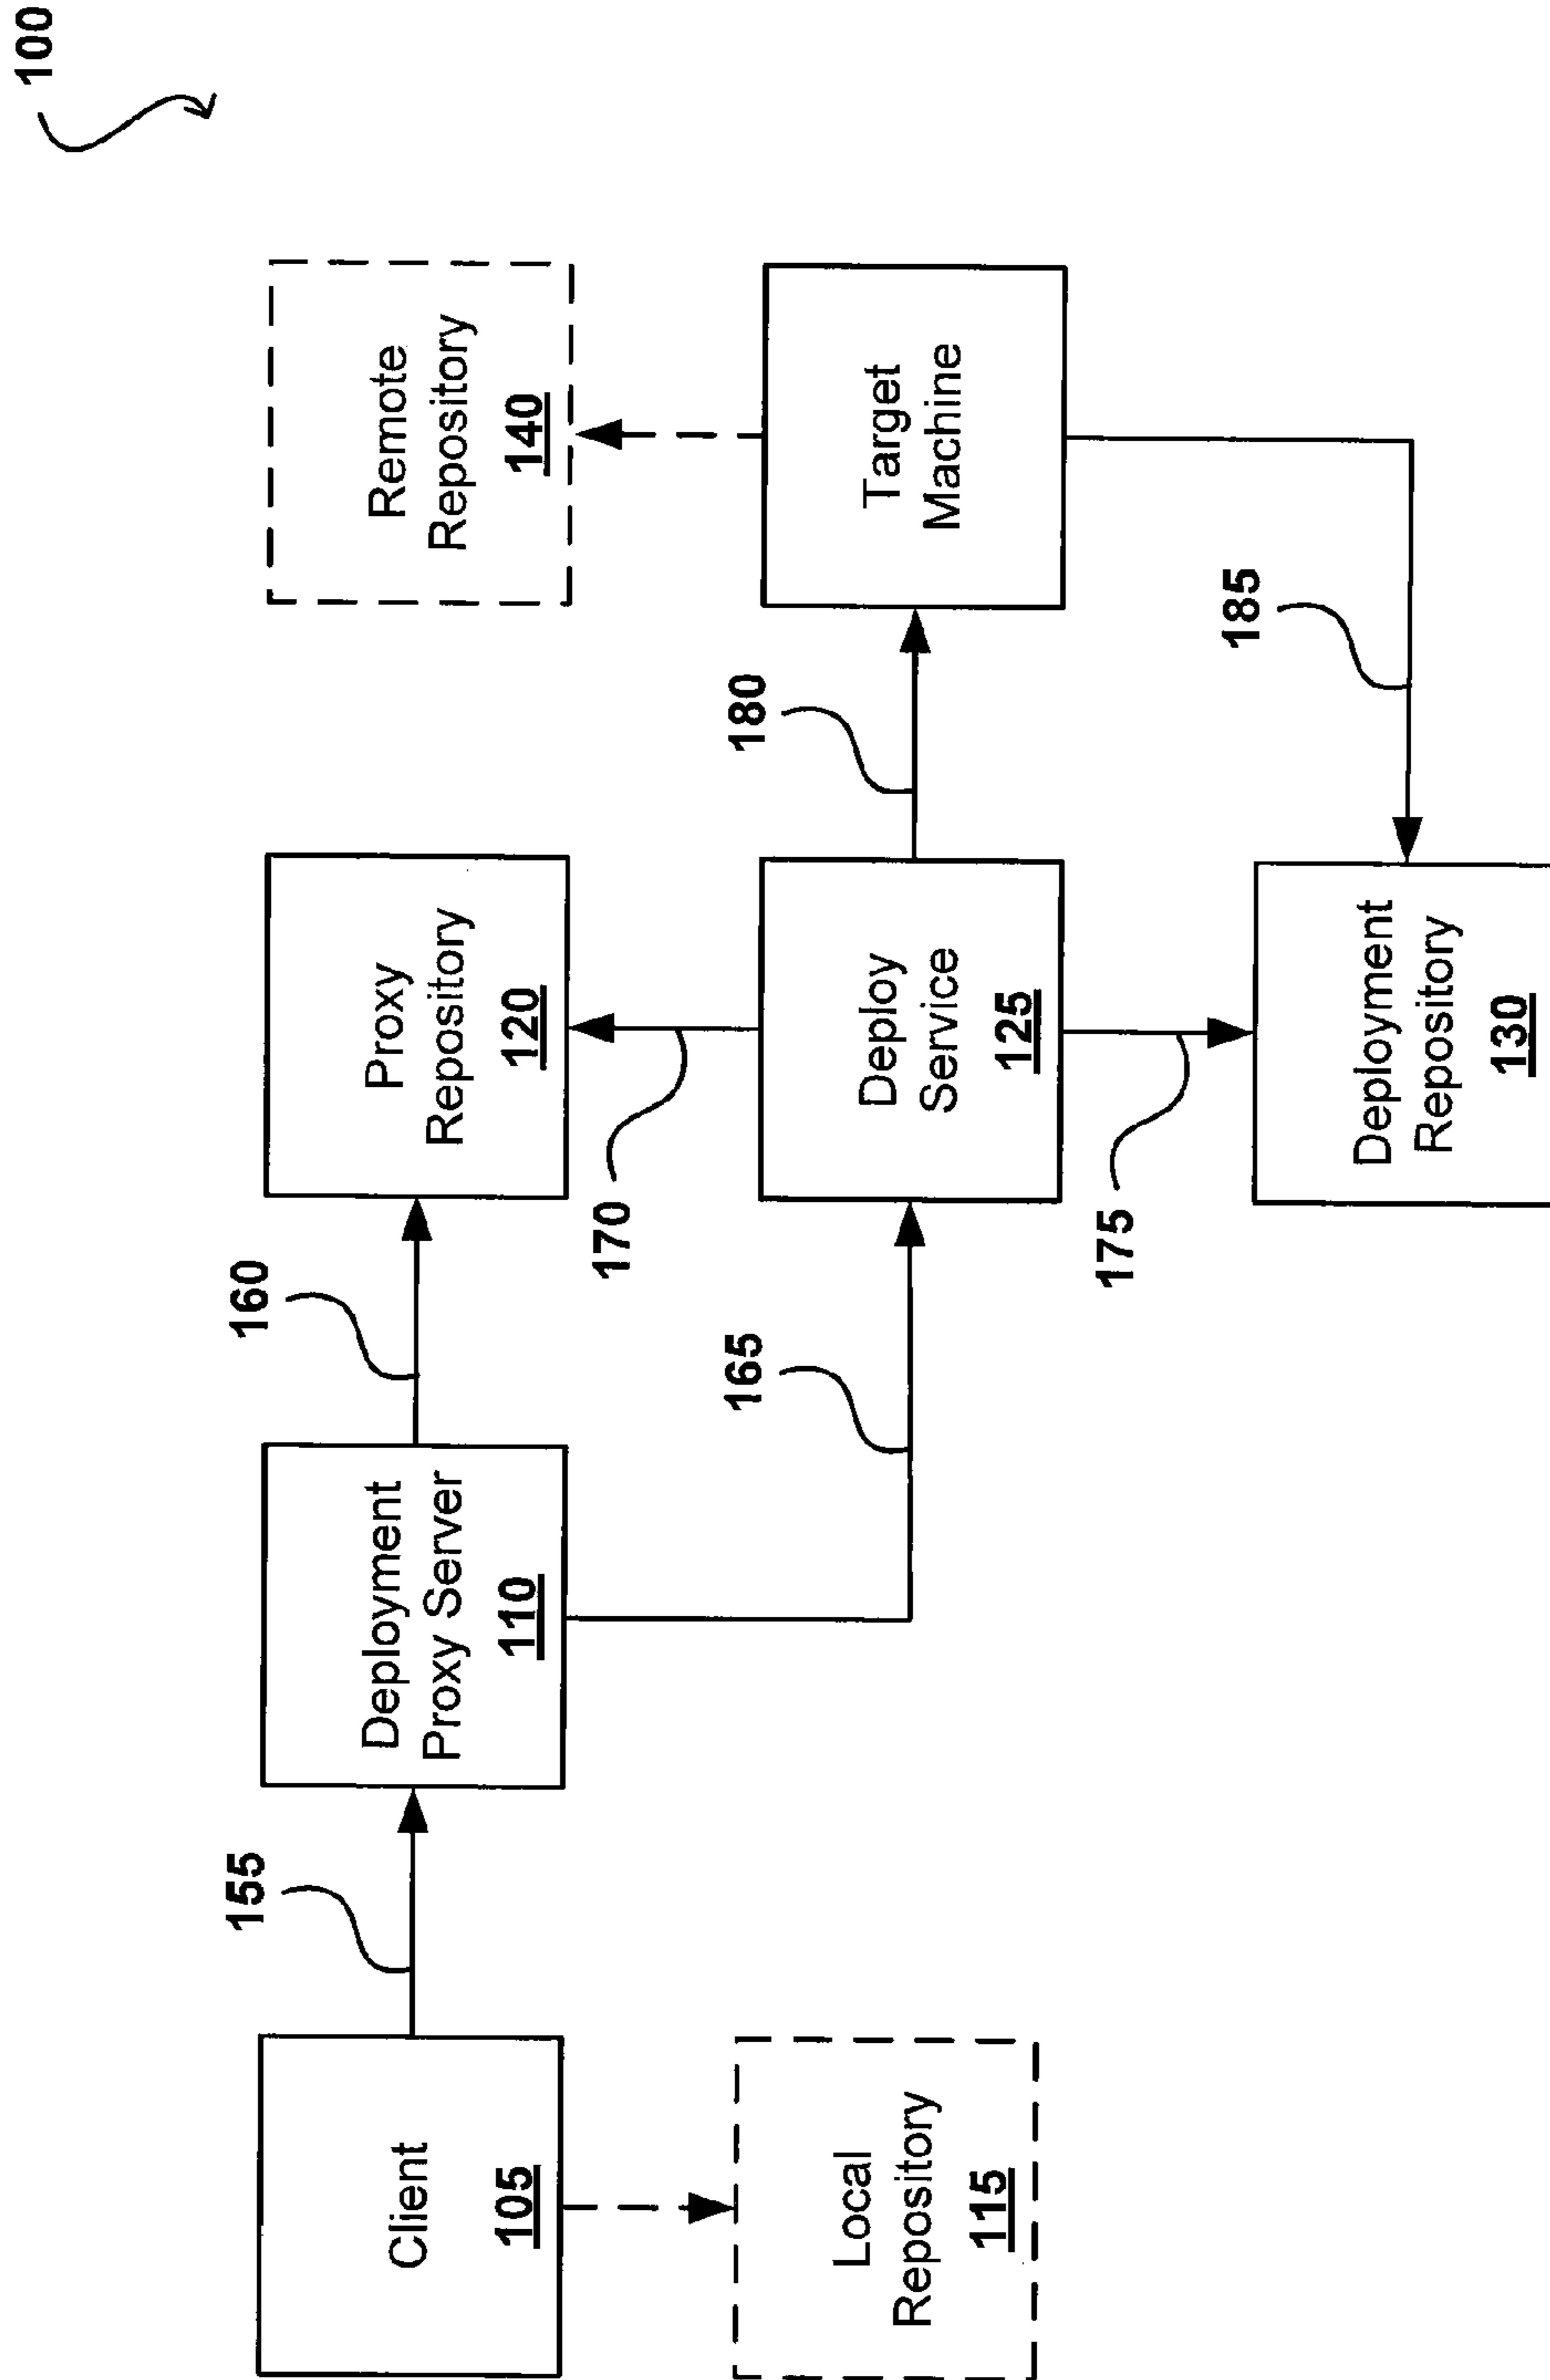 100
Remote
Repository
140
Target
Machine
185
180
Proxy
Repository
120
Deploy
Service
125
Deployment
Repository
130
170
175
160
165
Deployment
Proxy Server
110
155
Client
105
Local
Repository
115